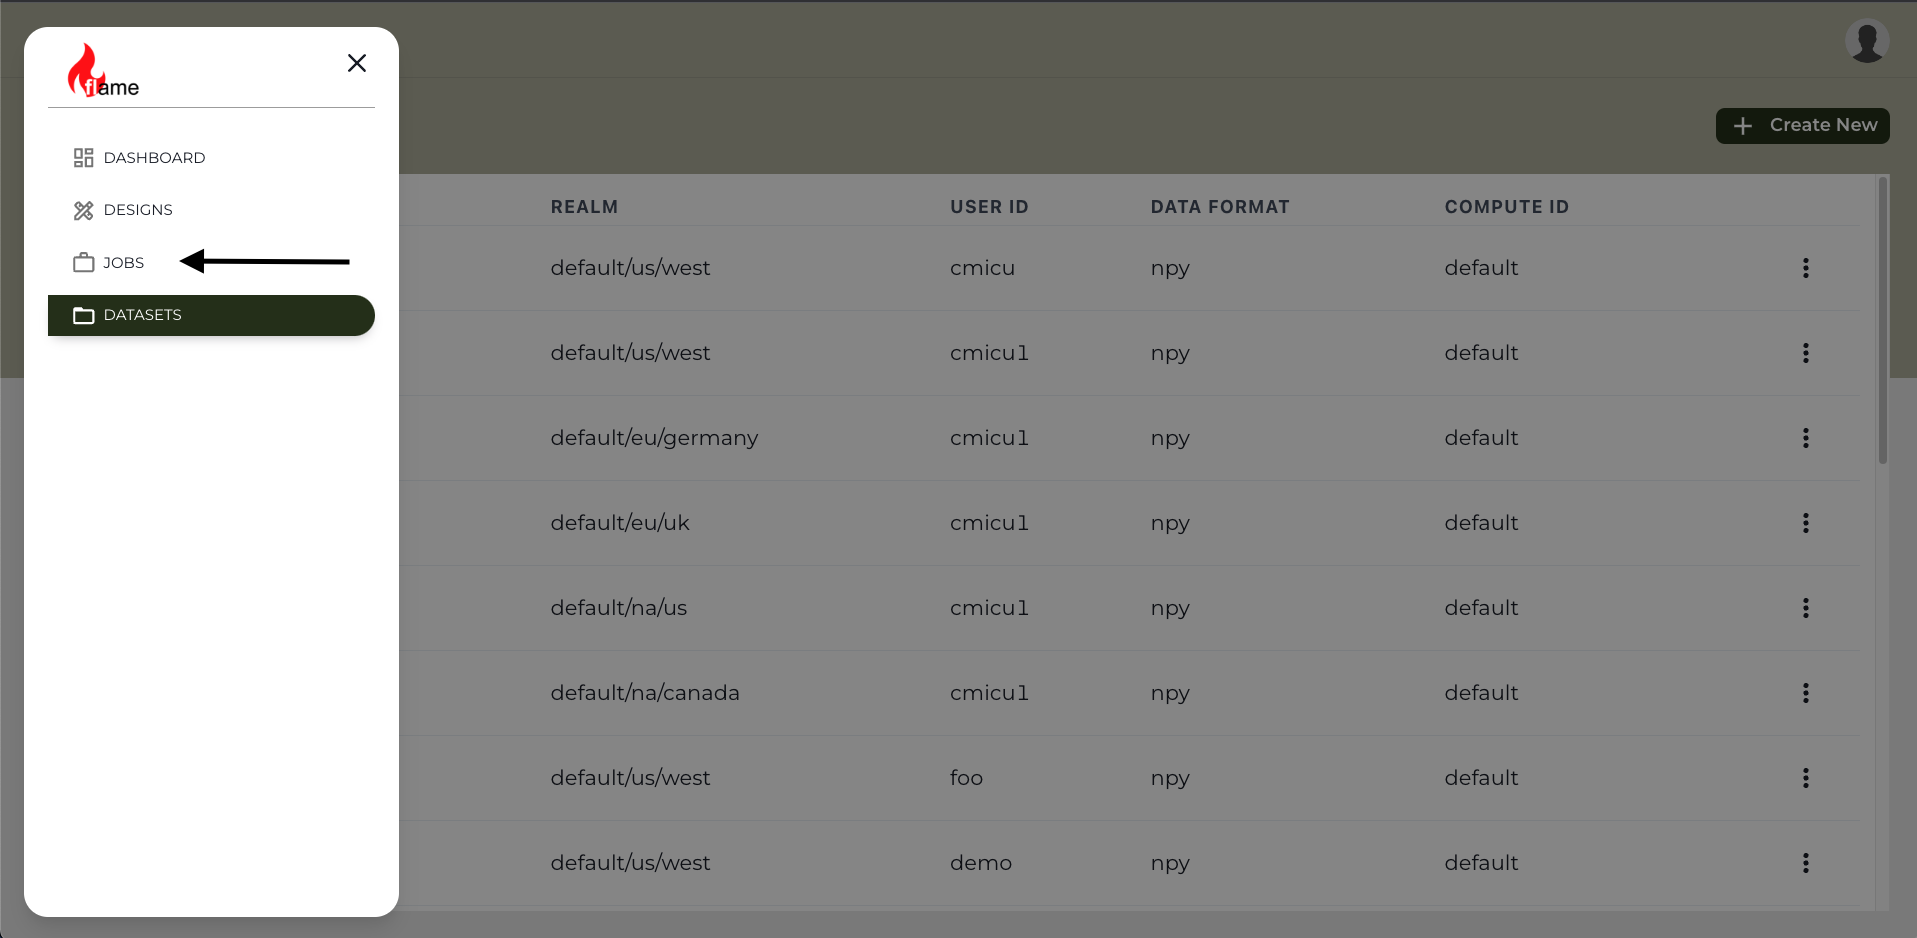 flame
DASHBOARD
DESIGNS
JOBS
DATASETS
Create New
REALM USER ID DATA FORMAT COMPUTE ID
default/us/west cmicu npy default
default/us/west cmicu1 npy default
default/eu/germany cmicu1 npy default
default/eu/uk cmicu1 npy default
default/na/us cmicu1 npy default
default/na/canada cmicu1 npy default
default/us/west foo npy default
default/us/west demo npy default